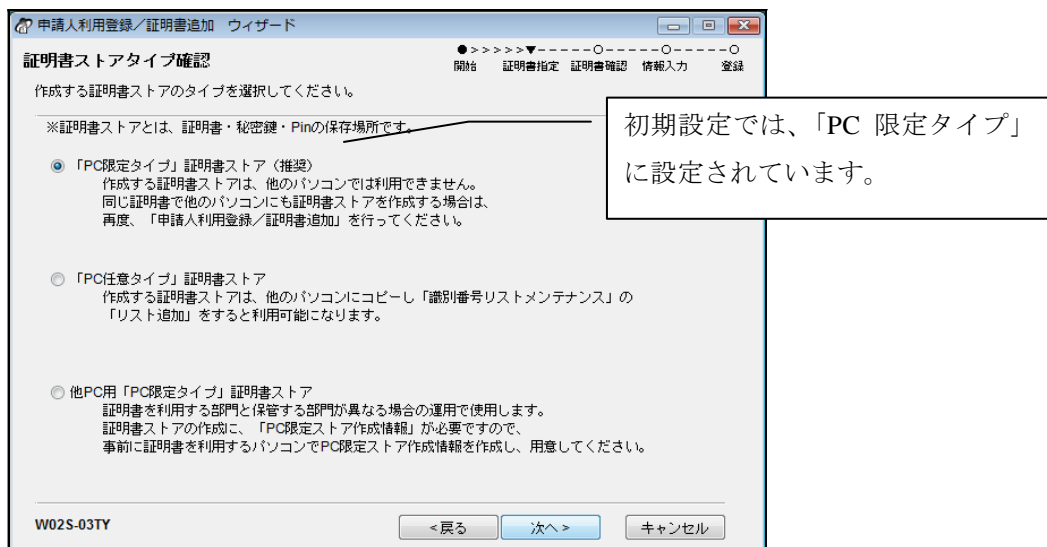 申請人利用登録／証明書追加 ウィザード
証明書ストアタイプ確認
●>>>>>▼-----○-----○-----○
開始 証明書指定 証明書確認 情報入力 登録
作成する証明書ストアのタイプを選択してください。
※証明書ストアとは、証明書・秘密鍵・Pinの保存場所です。
初期設定では、「PC 限定タイプ」
に設定されています。
「PC限定タイプ」証明書ストア（推奨）
作成する証明書ストアは、他のパソコンでは利用できません。
同じ証明書で他のパソコンにも証明書ストアを作成する場合は、
再度、「申請人利用登録／証明書追加」を行ってください。
「PC任意タイプ」証明書ストア
作成する証明書ストアは、他のパソコンにコピーし「識別番号リストメンテナンス」の
「リスト追加」をすると利用可能になります。
他PC用「PC限定タイプ」証明書ストア
証明書を利用する部門と保管する部門が異なる場合の運用で使用します。
証明書ストアの作成に、「PC限定ストア作成情報」が必要ですので、
事前に証明書を利用するパソコンでPC限定ストア作成情報を作成し、用意してください。
W02S-03TY
<戻る 次へ> キャンセル